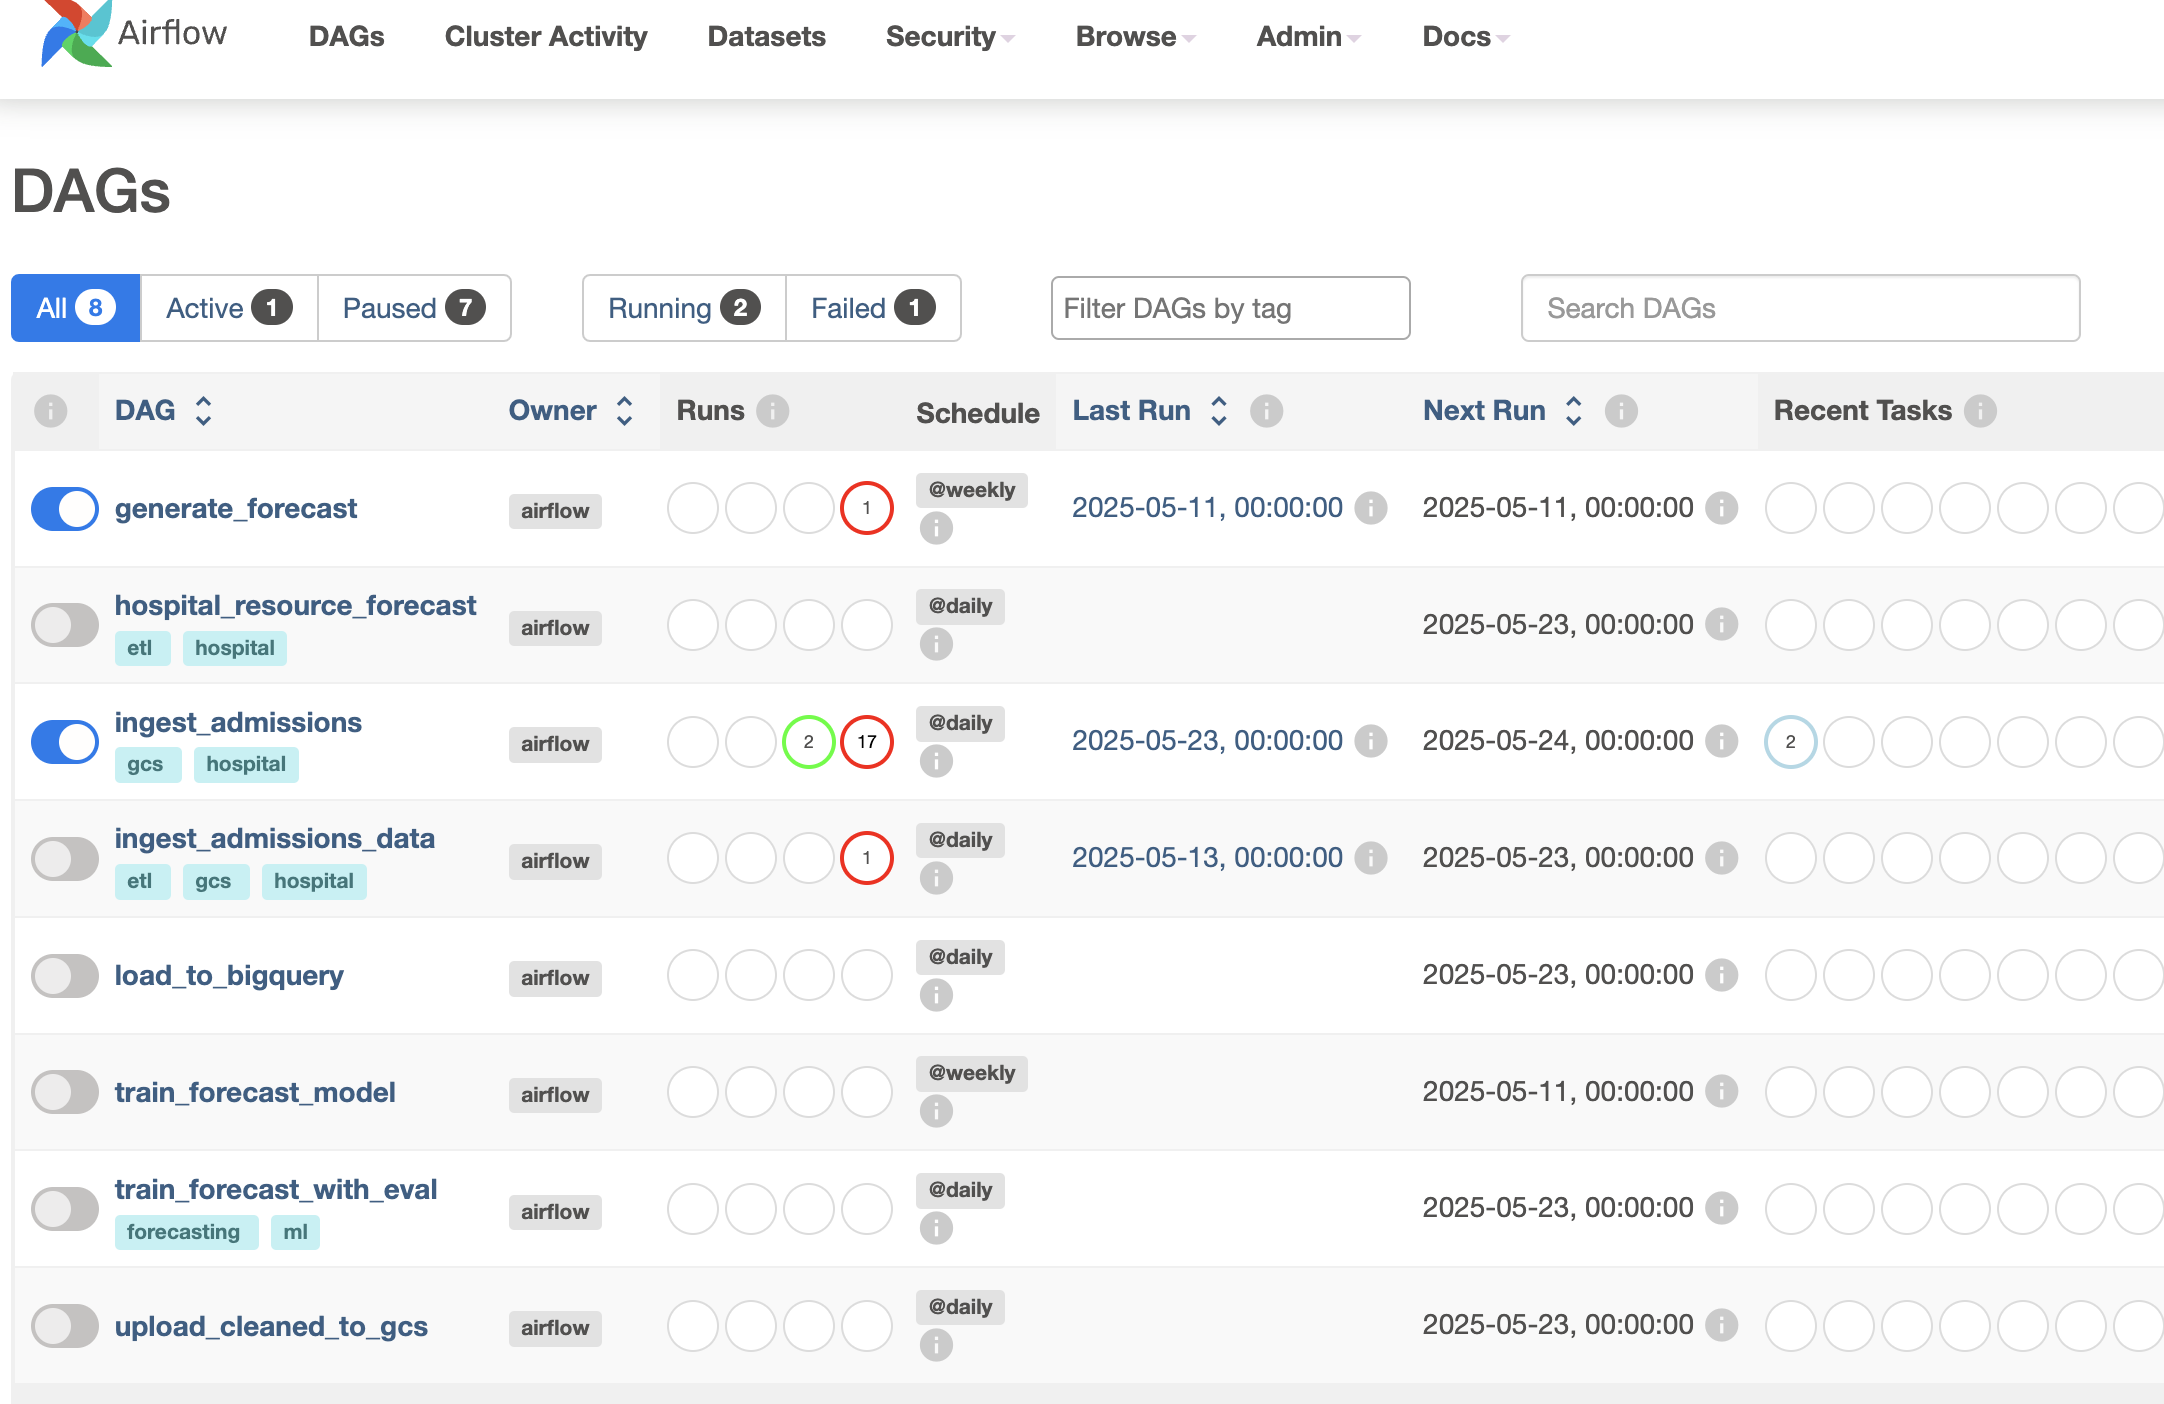 Airflow DAGs Cluster Activity Datasets Security Browse Admin Docs
DAGs
All 8 Active 1 Paused 7 Running 2 Failed 1 Filter DAGs by tag Search DAGs
DAG Owner Runs Schedule Last Run Next Run Recent Tasks
generate_forecast airflow 1 @weekly 2025-05-11, 00:00:00 2025-05-11, 00:00:00
hospital_resource_forecast airflow @daily 2025-05-23, 00:00:00
etl hospital
ingest_admissions airflow 2 17 @daily 2025-05-23, 00:00:00 2025-05-24, 00:00:00 2
gcs hospital
ingest_admissions_data airflow 1 @daily 2025-05-13, 00:00:00 2025-05-23, 00:00:00
etl gcs hospital
load_to_bigquery airflow @daily 2025-05-23, 00:00:00
train_forecast_model airflow @weekly 2025-05-11, 00:00:00
train_forecast_with_eval airflow @daily 2025-05-23, 00:00:00
forecasting ml
upload_cleaned_to_gcs airflow @daily 2025-05-23, 00:00:00